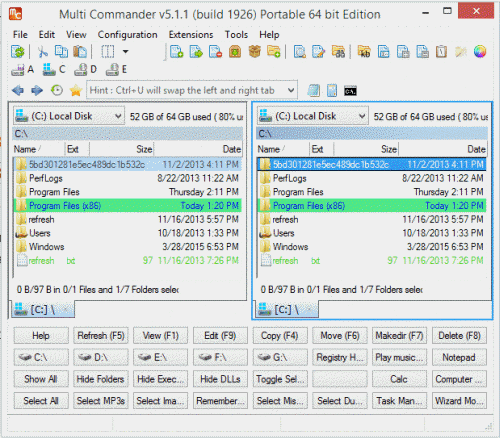 Multi Commander v5.1.1 (build 1926) Portable 64 bit Edition
File Edit View Configuration Extensions Tools Help
A C D E
Hint : Ctrl+U will swap the left and right tab
(C:) Local Disk 52 GB of 64 GB used ( 80% u
C:\
Name Ext Size Date
5bd301281e5ec489dc1b532c 11/2/2013 4:11 PM
PerfLogs 8/22/2013 11:22 AM
Program Files Thursday 2:11 PM
Program Files (x86) Today 1:20 PM
refresh 11/16/2013 5:57 PM
Users 10/18/2013 1:33 PM
Windows 3/28/2015 6:53 PM
refresh txt 97 11/16/2013 7:26 PM
0 B/97 B in 0/1 Files and 1/7 Folders selec
[C:] \
(C:) Local Disk 52 GB of 64 GB used ( 80% us
C:\
Name Ext Size Date
5bd301281e5ec489dc1b532c 11/2/2013 4:11 PM
PerfLogs 8/22/2013 11:22 AM
Program Files Thursday 2:11 PM
Program Files (x86) Today 1:20 PM
refresh 11/16/2013 5:57 PM
Users 10/18/2013 1:33 PM
Windows 3/28/2015 6:53 PM
refresh txt 97 11/16/2013 7:26 PM
0 B/97 B in 0/1 Files and 1/7 Folders selec
[C:] \
Help Refresh (F5) View (F1) Edit (F9) Copy (F4) Move (F6) Makedir (F7) Delete (F8)
C:\ D:\ E:\ F:\ G:\ Registry H... Play music... Notepad
Show All Hide Folders Hide Exec... Hide DLLs Toggle Sel... Calc Computer ...
Select All Select MP3s Select Ima... Remember... Select Mis... Select Du... Task Man... Wizard Mo...